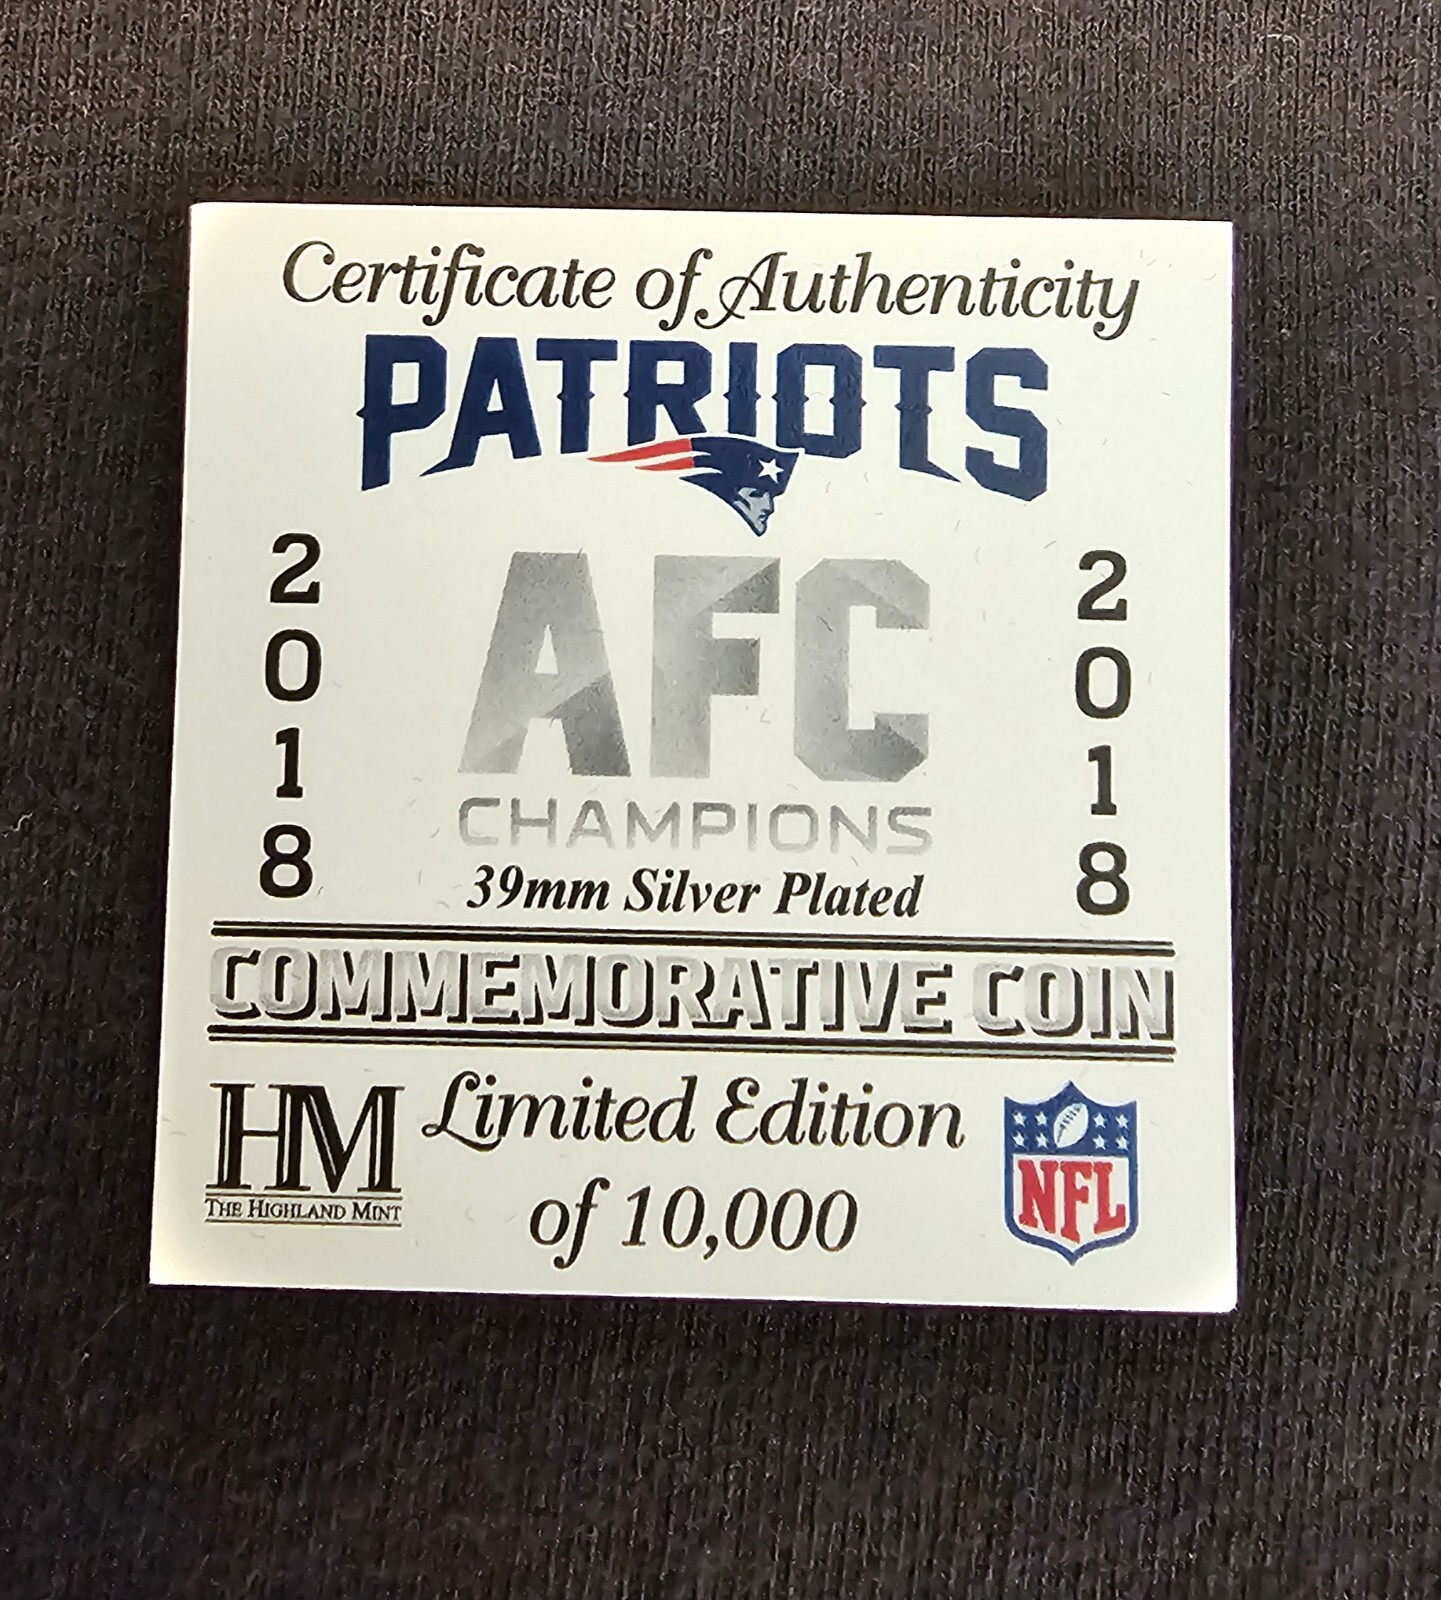 Certificate of Authenticity
PATRIOTS
2018
2018
AFC
CHAMPIONS
39mm Silver Plated
COMMEMORATIVE COIN
HM
THE HIGHLAND MINT
Limited Edition
of 10,000
NFL